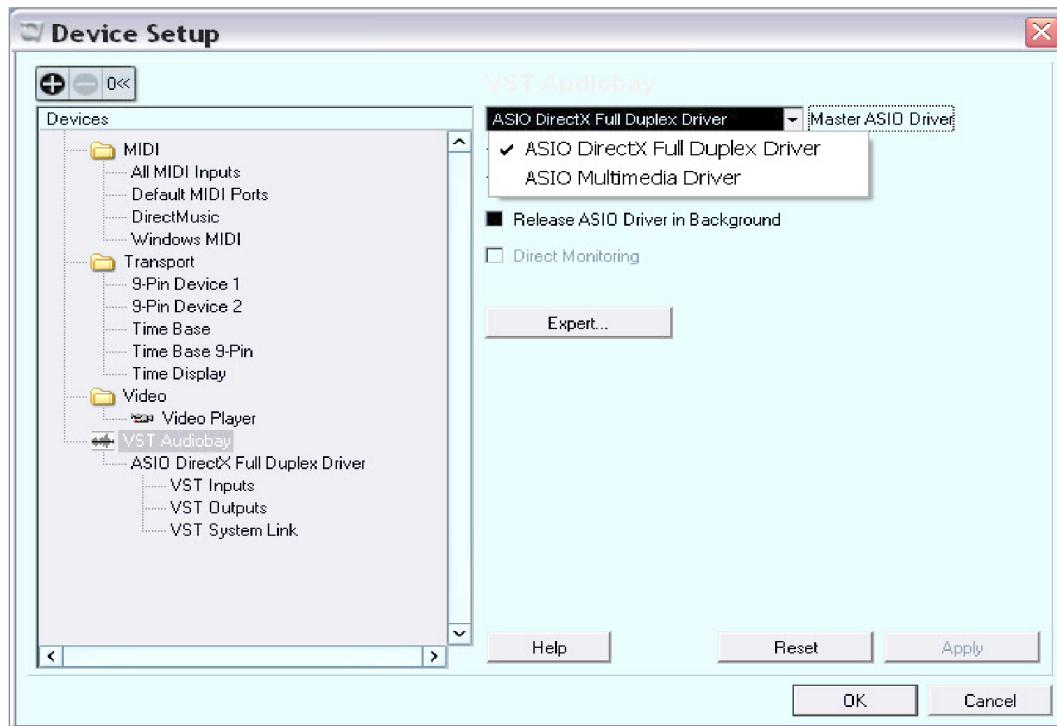 Device Setup
0<<
VST Audiobay
Devices
MIDI
All MIDI Inputs
Default MIDI Ports
DirectMusic
Windows MIDI
Transport
9-Pin Device 1
9-Pin Device 2
Time Base
Time Base 9-Pin
Time Display
Video
Video Player
VST Audiobay
ASIO DirectX Full Duplex Driver
VST Inputs
VST Outputs
VST System Link
ASIO DirectX Full Duplex Driver Master ASIO Driver
ASIO DirectX Full Duplex Driver
ASIO Multimedia Driver
Release ASIO Driver in Background
Direct Monitoring
Expert...
Help Reset Apply
OK Cancel